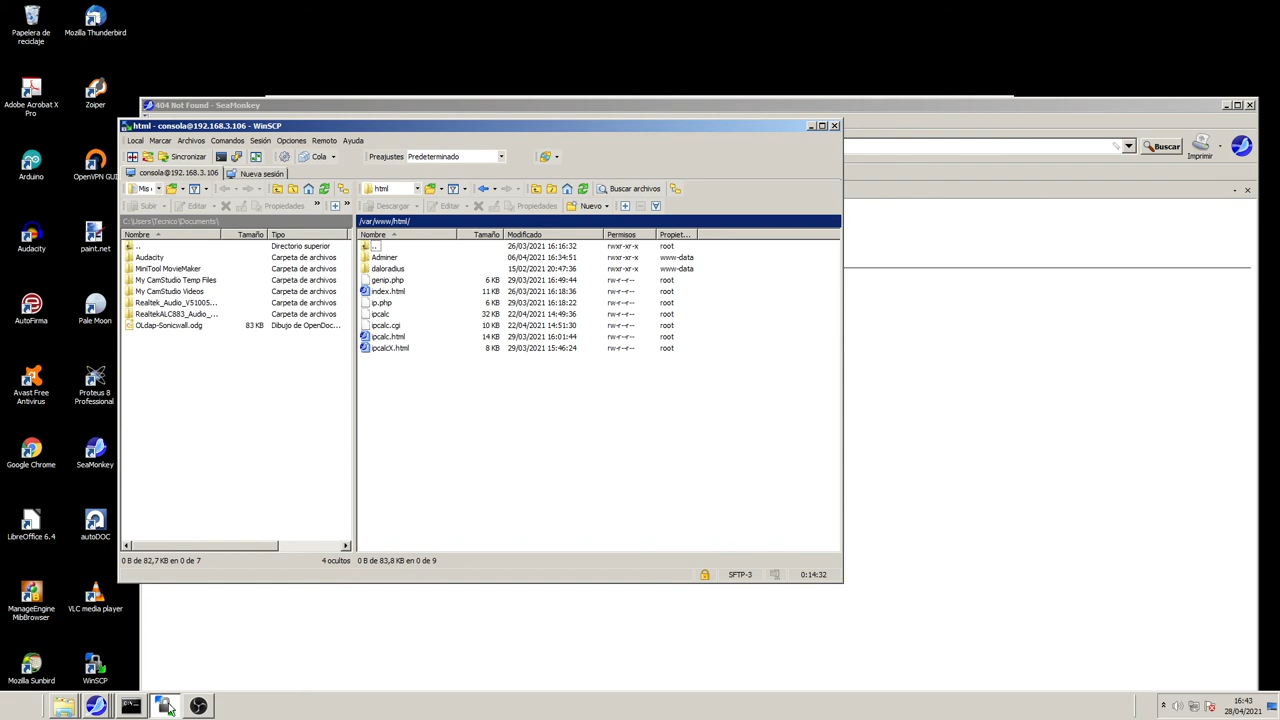 Papelera de reciclaje
Mozilla Thunderbird
Adobe Acrobat X Pro
Zoiper
Arduino
OpenVPN GUI
Audacity
paint.net
AutoFirma
Pale Moon
Avast Free Antivirus
Proteus 8 Professional
Google Chrome
SeaMonkey
LibreOffice 6.4
autoDOC
ManageEngine MibBrowser
VLC media player
Mozilla Sunbird
WinSCP
404 Not Found - SeaMonkey
Buscar
Imprimir
html - consola@192.168.3.106 - WinSCP
Local Marcar Archivos Comandos Sesión Opciones Remoto Ayuda
Sincronizar Cola Preajustes Predeterminado
consola@192.168.3.106 Nueva sesión
Mis html Buscar archivos
Subir Editar Propiedades » » Descargar Editar Propiedades Nuevo
C:\Users\Tecnico\Documents\ /var/www/html/
Nombre Tamaño Tipo
.. Directorio superior
Audacity Carpeta de archivos
MiniTool MovieMaker Carpeta de archivos
My CamStudio Temp Files Carpeta de archivos
My CamStudio Videos Carpeta de archivos
Realtek_Audio_V51005... Carpeta de archivos
RealtekALC883_Audio_... Carpeta de archivos
OLdap-Sonicwall.odg 83 KB Dibujo de OpenDoc...
Nombre Tamaño Modificado Permisos Propiet...
.. 26/03/2021 16:16:32 rwxr-xr-x root
Adminer 06/04/2021 16:34:51 rwxr-xr-x www-data
daloradius 15/02/2021 20:47:36 rwxr-xr-x www-data
genip.php 6 KB 29/03/2021 16:49:44 rw-r--r-- root
index.html 11 KB 26/03/2021 16:18:36 rw-r--r-- root
ip.php 6 KB 29/03/2021 16:18:22 rw-r--r-- root
ipcalc 32 KB 22/04/2021 14:49:36 rw-r--r-- root
ipcalc.cgi 10 KB 22/04/2021 14:51:30 rw-r--r-- root
ipcalc.html 14 KB 29/03/2021 16:01:44 rw-r--r-- root
ipcalcX.html 8 KB 29/03/2021 15:46:24 rw-r--r-- root
0 B de 82,7 KB en 0 de 7 4 ocultos 0 B de 83,8 KB en 0 de 9
SFTP-3 0:14:32
16:43
28/04/2021